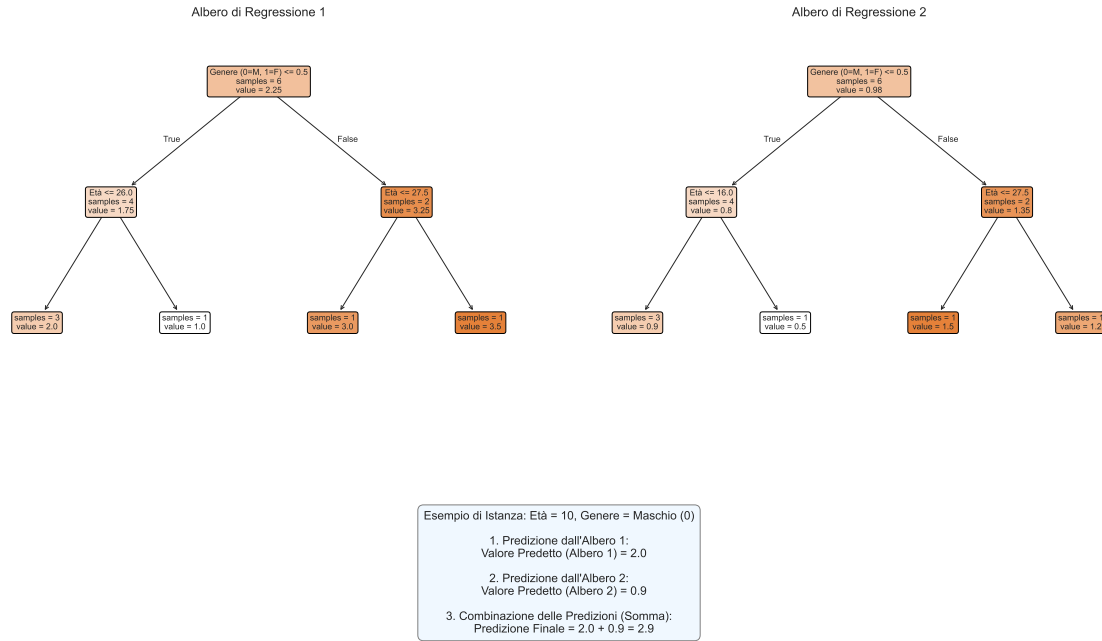 Albero di Regressione 1
Genere (0=M, 1=F) <= 0.5
samples = 6
value = 2.25
True
False
Età <= 26.0
samples = 4
value = 1.75
Età <= 27.5
samples = 2
value = 3.25
samples = 3
value = 2.0
samples = 1
value = 1.0
samples = 1
value = 3.0
samples = 1
value = 3.5
Albero di Regressione 2
Genere (0=M, 1=F) <= 0.5
samples = 6
value = 0.98
True
False
Età <= 16.0
samples = 4
value = 0.8
Età <= 27.5
samples = 2
value = 1.35
samples = 3
value = 0.9
samples = 1
value = 0.5
samples = 1
value = 1.5
samples = 1
value = 1.2
Esempio di Istanza: Età = 10, Genere = Maschio (0)
1. Predizione dall'Albero 1:
Valore Predetto (Albero 1) = 2.0
2. Predizione dall'Albero 2:
Valore Predetto (Albero 2) = 0.9
3. Combinazione delle Predizioni (Somma):
Predizione Finale = 2.0 + 0.9 = 2.9